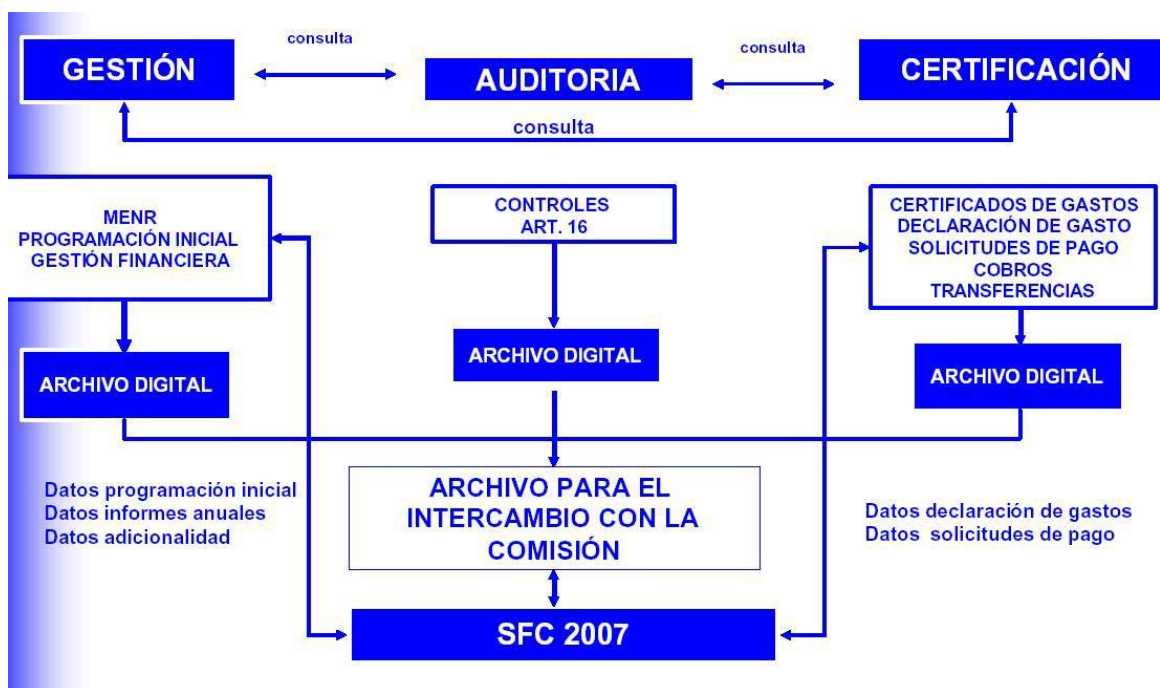 consulta
consulta
GESTIÓN
AUDITORIA
CERTIFICACIÓN
consulta
MENR
PROGRAMACIÓN INICIAL
GESTIÓN FINANCIERA
CONTROLES
ART. 16
CERTIFICADOS DE GASTOS
DECLARACIÓN DE GASTO
SOLICITUDES DE PAGO
COBROS
TRANSFERENCIAS
ARCHIVO DIGITAL
ARCHIVO DIGITAL
ARCHIVO DIGITAL
Datos programación inicial
Datos informes anuales
Datos adicionalidad
ARCHIVO PARA EL
INTERCAMBIO CON LA
COMISIÓN
Datos declaración de gastos
Datos solicitudes de pago
SFC 2007